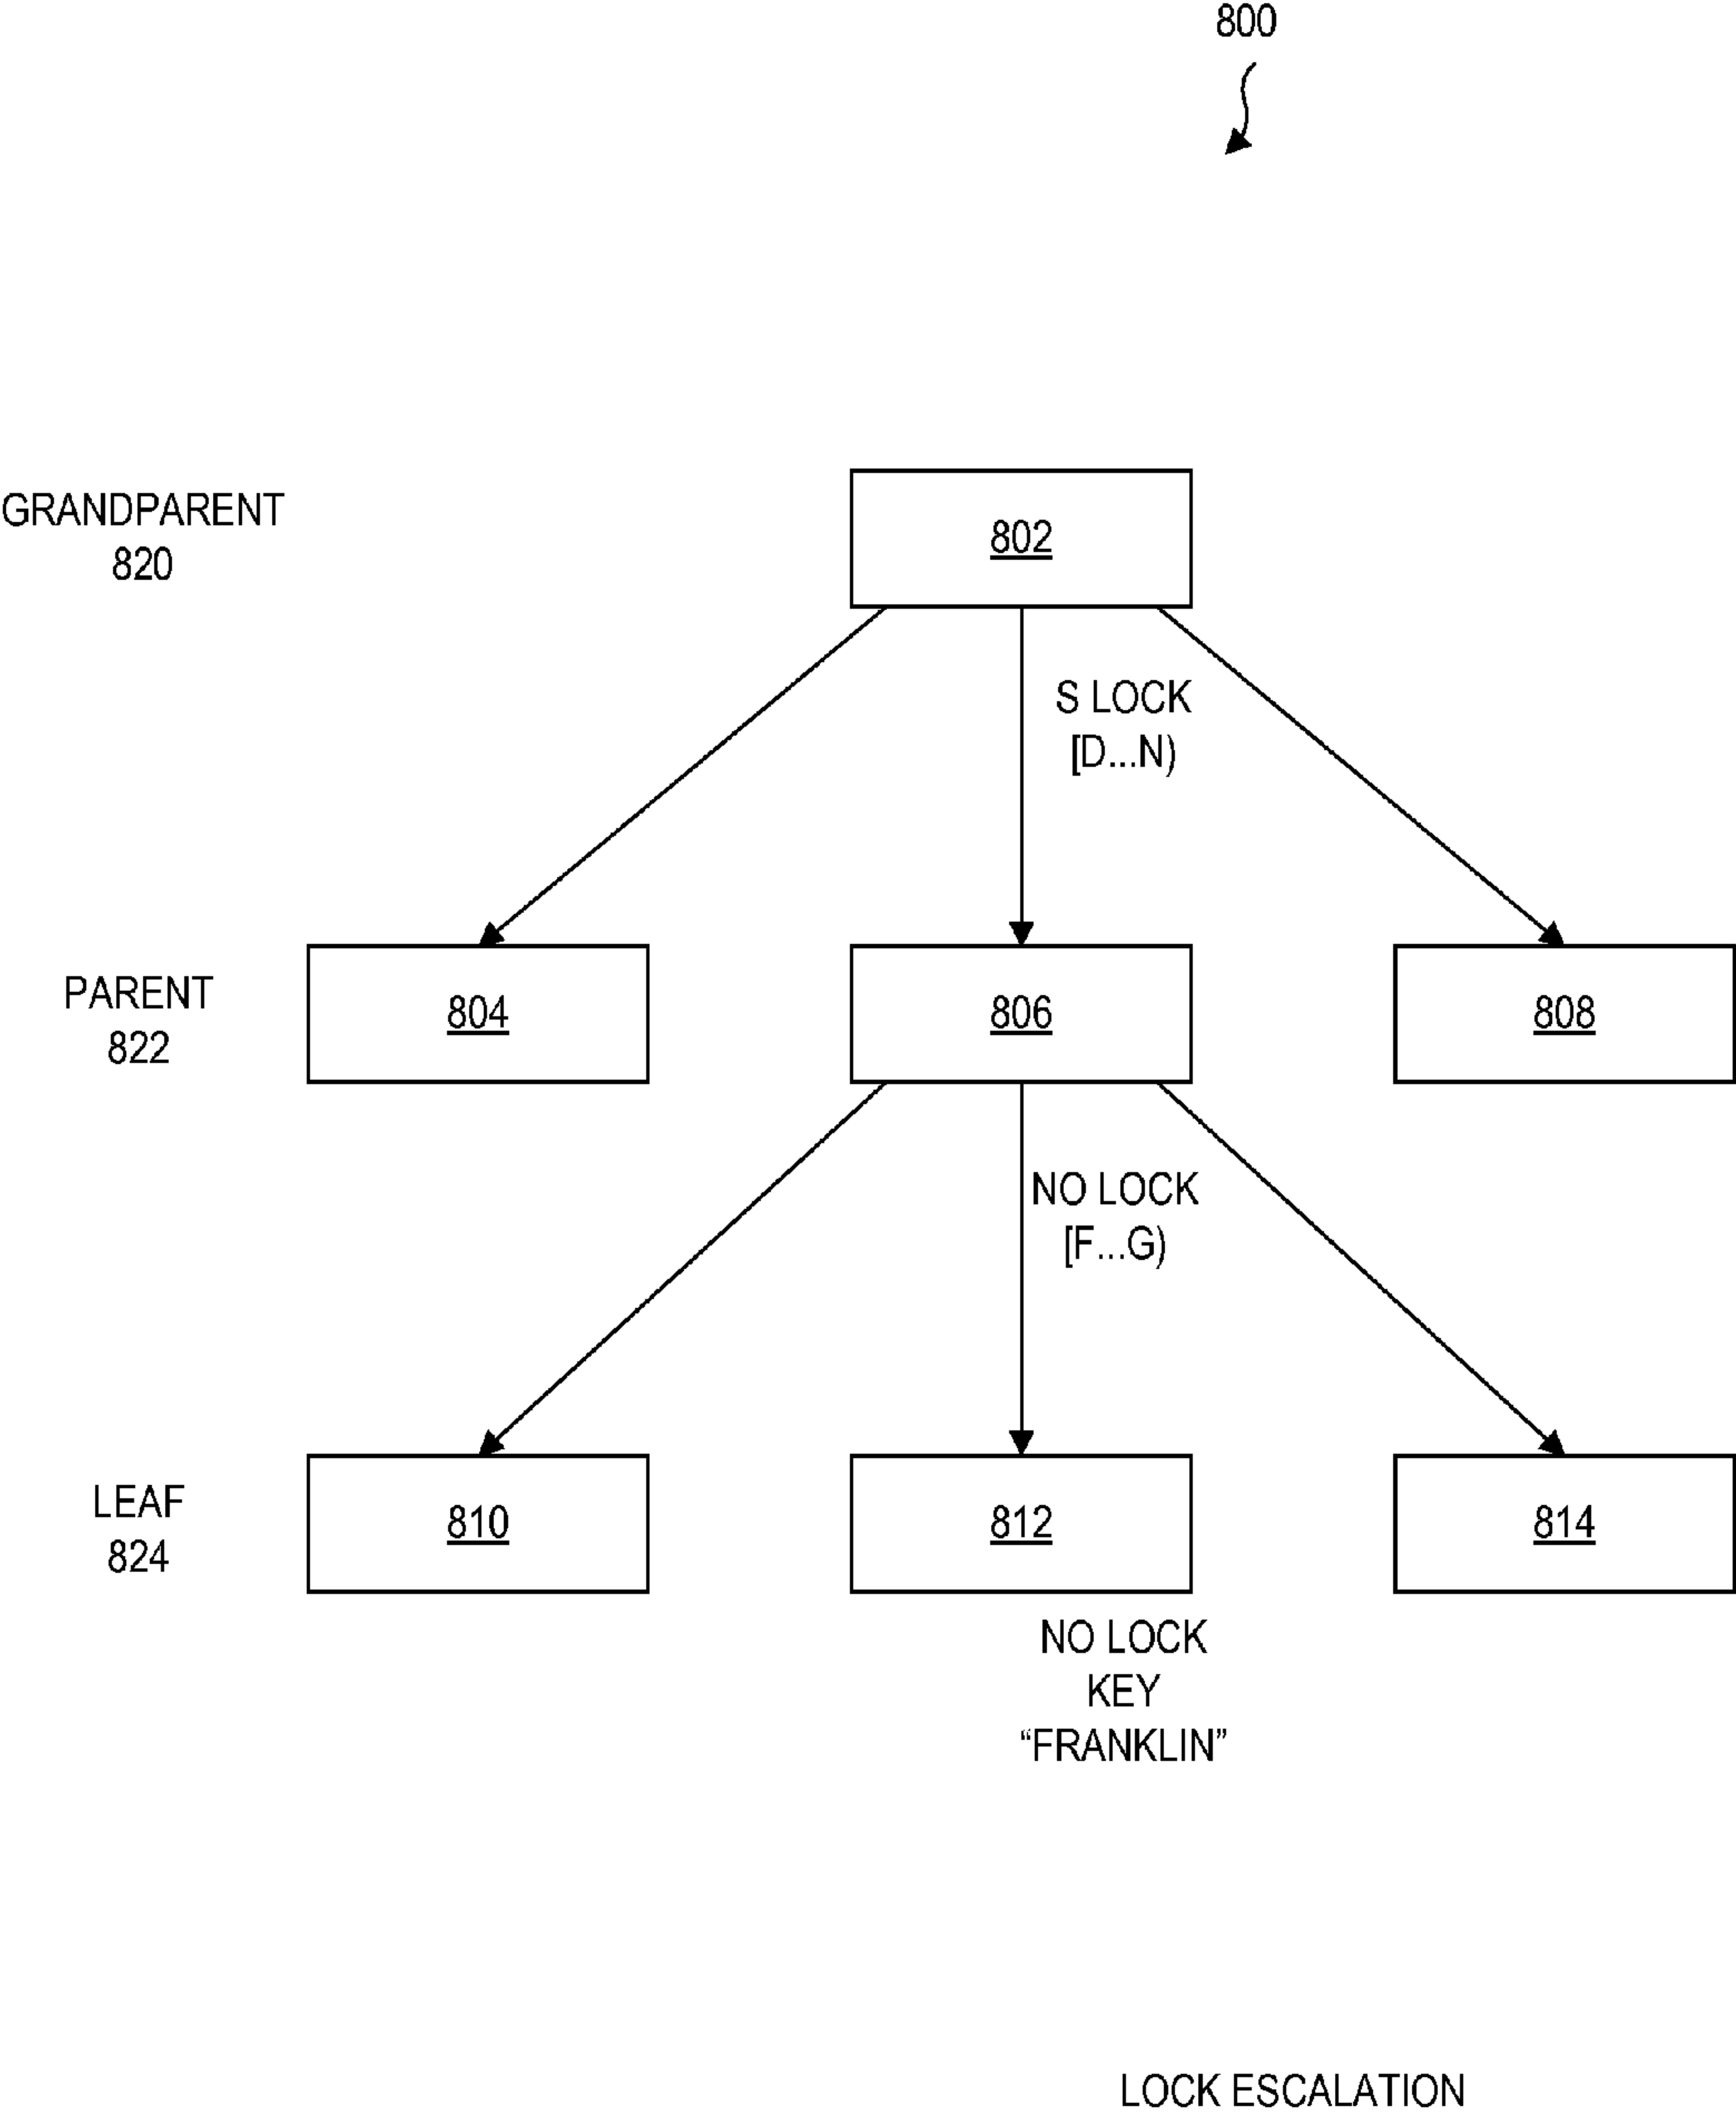 800
GRANDPARENT
820
802
S LOCK
[D...N)
PARENT
822
804
806
808
NO LOCK
[F...G)
LEAF
824
810
812
814
NO LOCK
KEY
“FRANKLIN”
LOCK ESCALATION